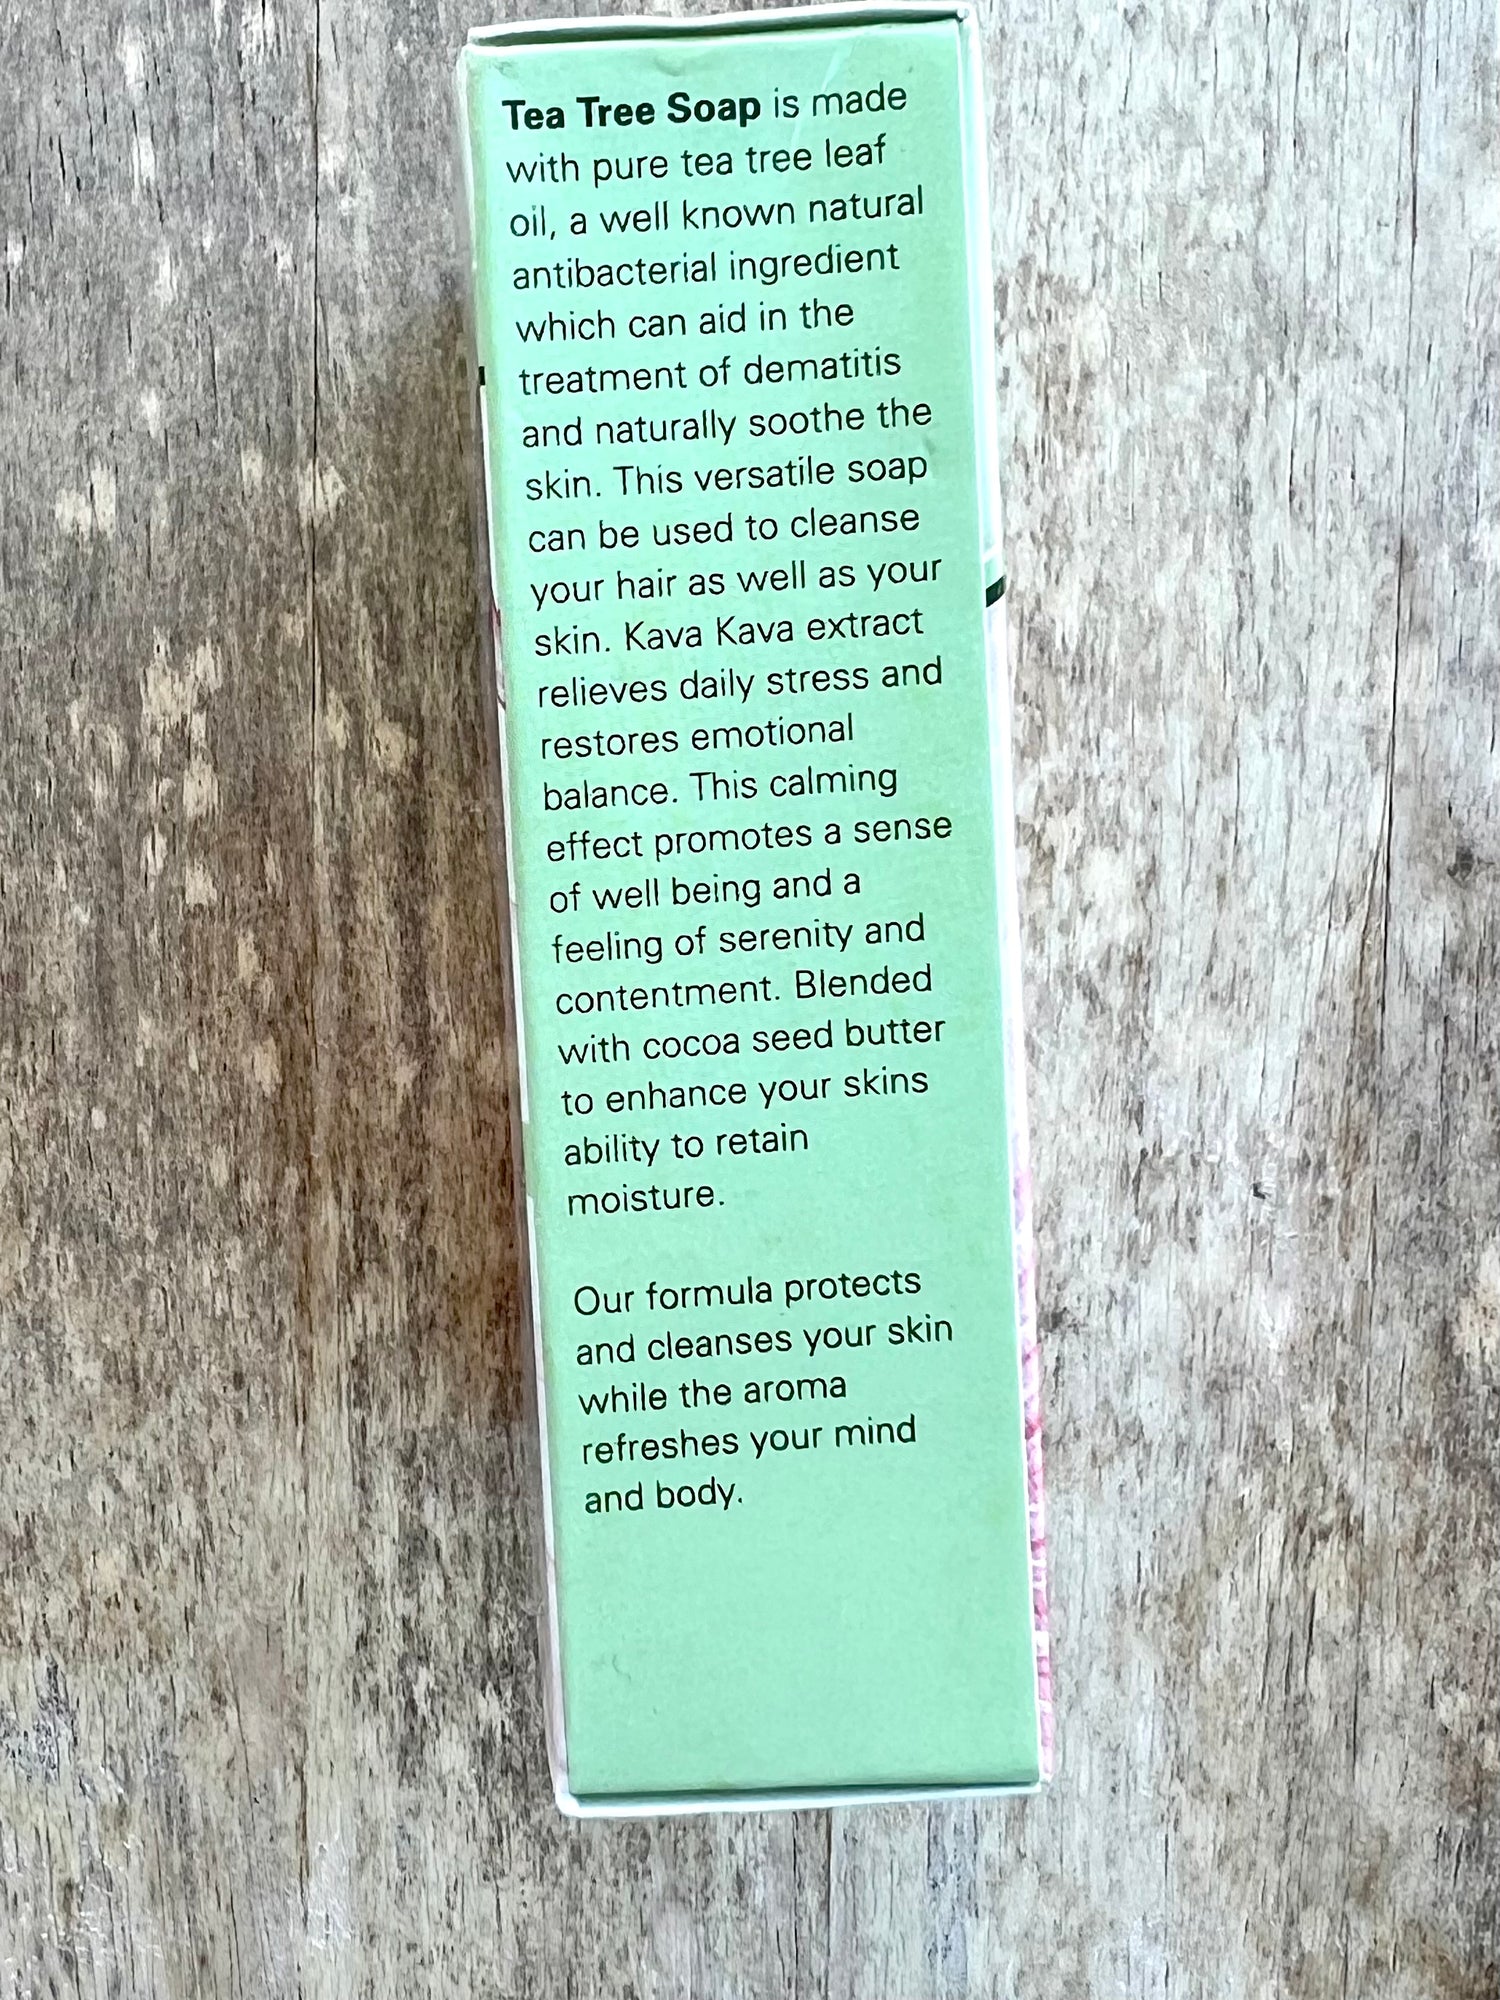 Tea Tree Soap is made
with pure tea tree leaf
oil, a well known natural
antibacterial ingredient
which can aid in the
treatment of dematitis
and naturally soothe the
skin. This versatile soap
can be used to cleanse
your hair as well as your
skin. Kava Kava extract
relieves daily stress and
restores emotional
balance. This calming
effect promotes a sense
of well being and a
feeling of serenity and
contentment. Blended
with cocoa seed butter
to enhance your skins
ability to retain
moisture.
Our formula protects
and cleanses your skin
while the aroma
refreshes your mind
and body.